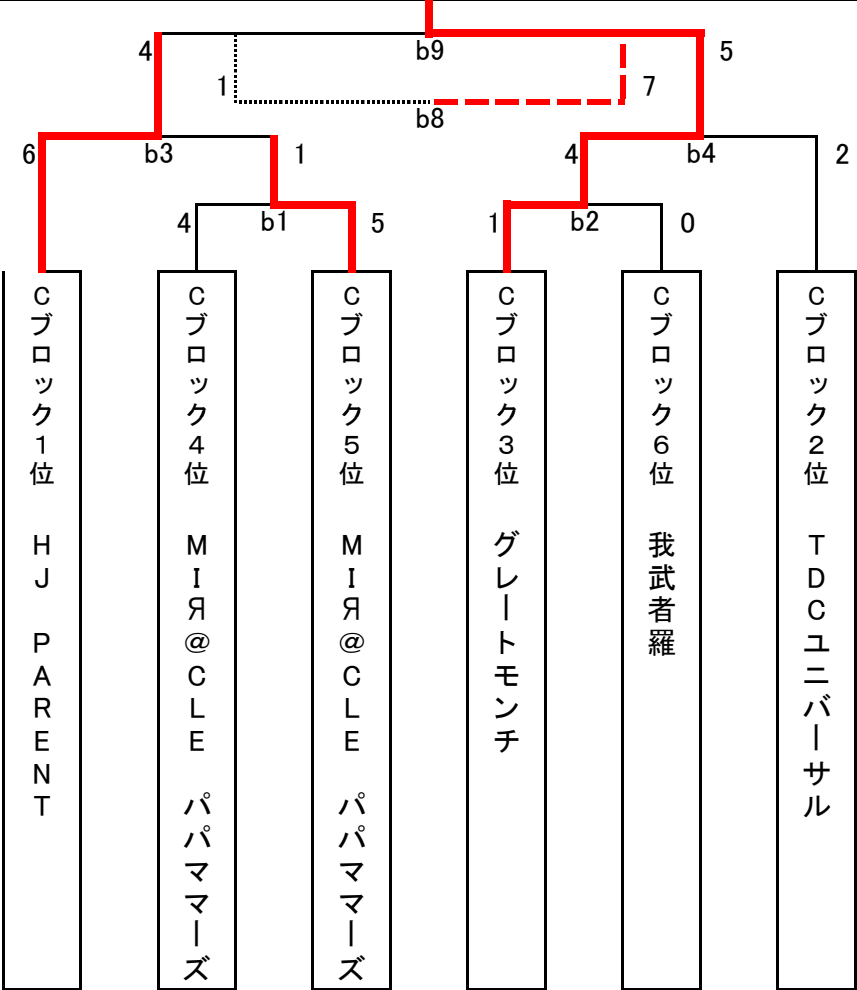 4 b9 5
1 7
b8
6 b3 1 4 b4 2
4 b1 5 1 b2 0
Cブロック1位 HJ PARENT
Cブロック4位 MIЯ@CLE パパママーズ
Cブロック5位 MIЯ@CLE パパママーズ
Cブロック3位 グレートモンチ
Cブロック6位 我武者羅
Cブロック2位 TDCユニバーサル